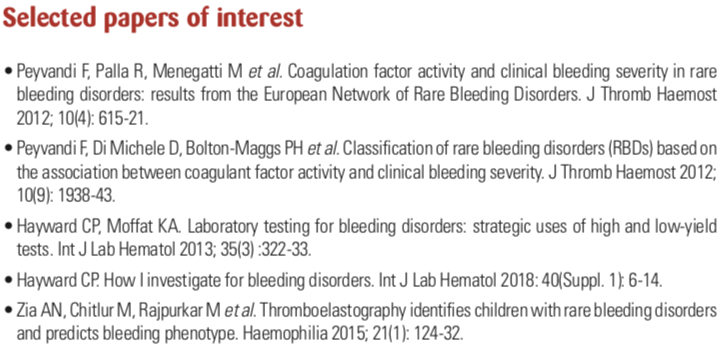 Selected papers of interest
• Peyvandi F, Palla R, Menegatti M et al. Coagulation factor activity and clinical bleeding severity in rare
bleeding disorders: results from the European Network of Rare Bleeding Disorders. J Thromb Haemost
2012; 10(4): 615-21.
• Peyvandi F, Di Michele D, Bolton-Maggs PH et al. Classification of rare bleeding disorders (RBDs) based on
the association between coagulant factor activity and clinical bleeding severity. J Thromb Haemost 2012;
10(9): 1938-43.
• Hayward CP, Moffat KA. Laboratory testing for bleeding disorders: strategic uses of high and low-yield
tests. Int J Lab Hematol 2013; 35(3) :322-33.
• Hayward CP. How I investigate for bleeding disorders. Int J Lab Hematol 2018: 40(Suppl. 1): 6-14.
• Zia AN, Chitlur M, Rajpurkar M et al. Thromboelastography identifies children with rare bleeding disorders
and predicts bleeding phenotype. Haemophilia 2015; 21(1): 124-32.